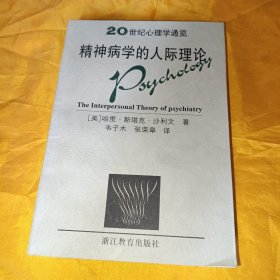 20世纪心理学通览
精神病学的人际理论
Psychology
The Interpersonal Theory of psychiatry
[美]哈里·斯塔克·沙利文 著
韦子木 张荣皋 译
浙江教育出版社